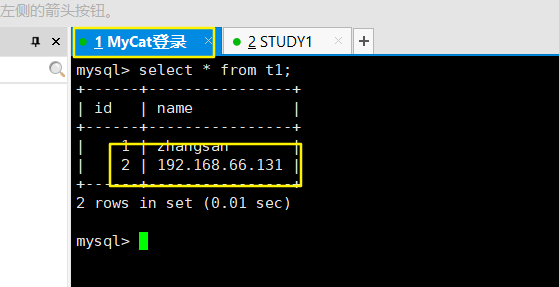 左侧的箭头按钮。
1 MyCat登录 × 2 STUDY1 × +
mysql> select * from t1;
+------+----------------+
| id   | name           |
+------+----------------+
|    1 | zhangsan       |
|    2 | 192.168.66.131 |
+------+----------------+
2 rows in set (0.01 sec)
mysql>